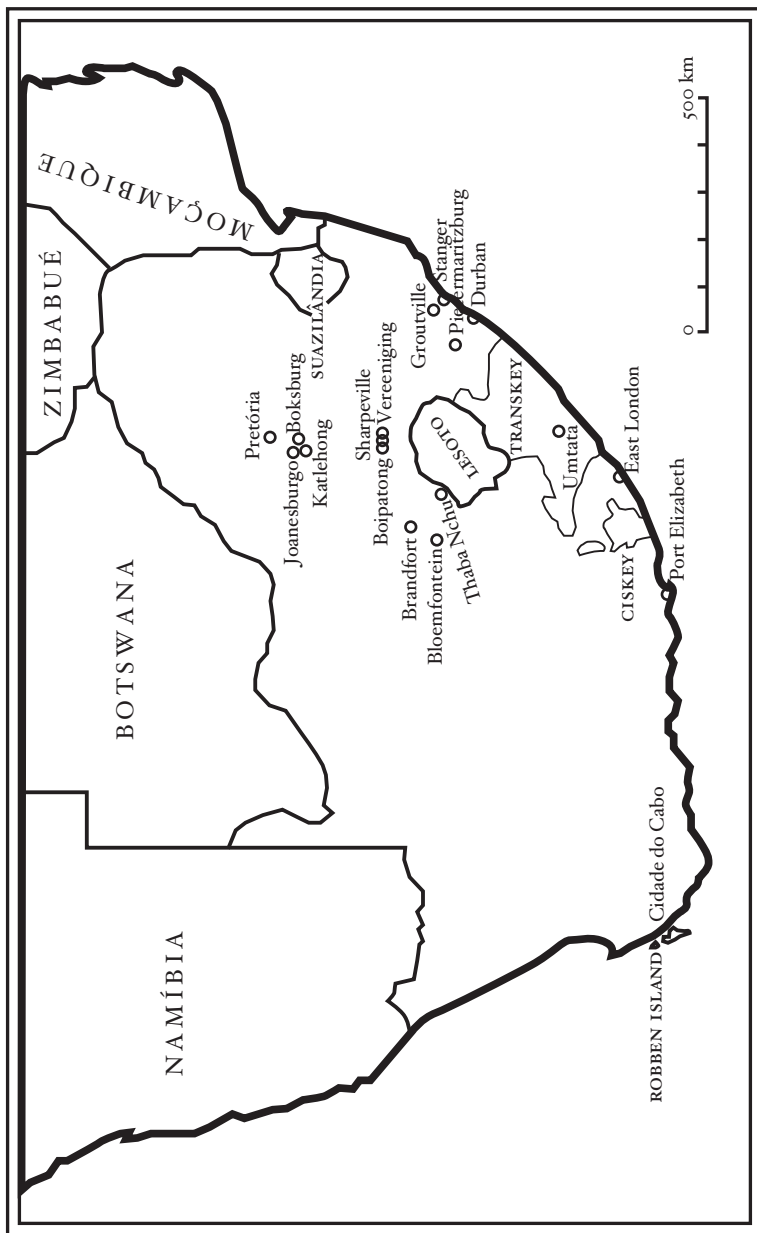 ZIMBABUÉ
MOÇAMBIQUE
BOTSWANA
NAMÍBIA
SUAZILÂNDIA
Pretória
Joanesburgo
Boksburg
Katlehong
Sharpeville
Boipatong
Vereeniging
Brandfort
Bloemfontein
Thaba Nchu
LESOTO
Groutville
Stanger
Pietermaritzburg
Durban
TRANSKEY
Umtata
East London
CISKEY
Port Elizabeth
Cidade do Cabo
ROBBEN ISLAND
0
500 km